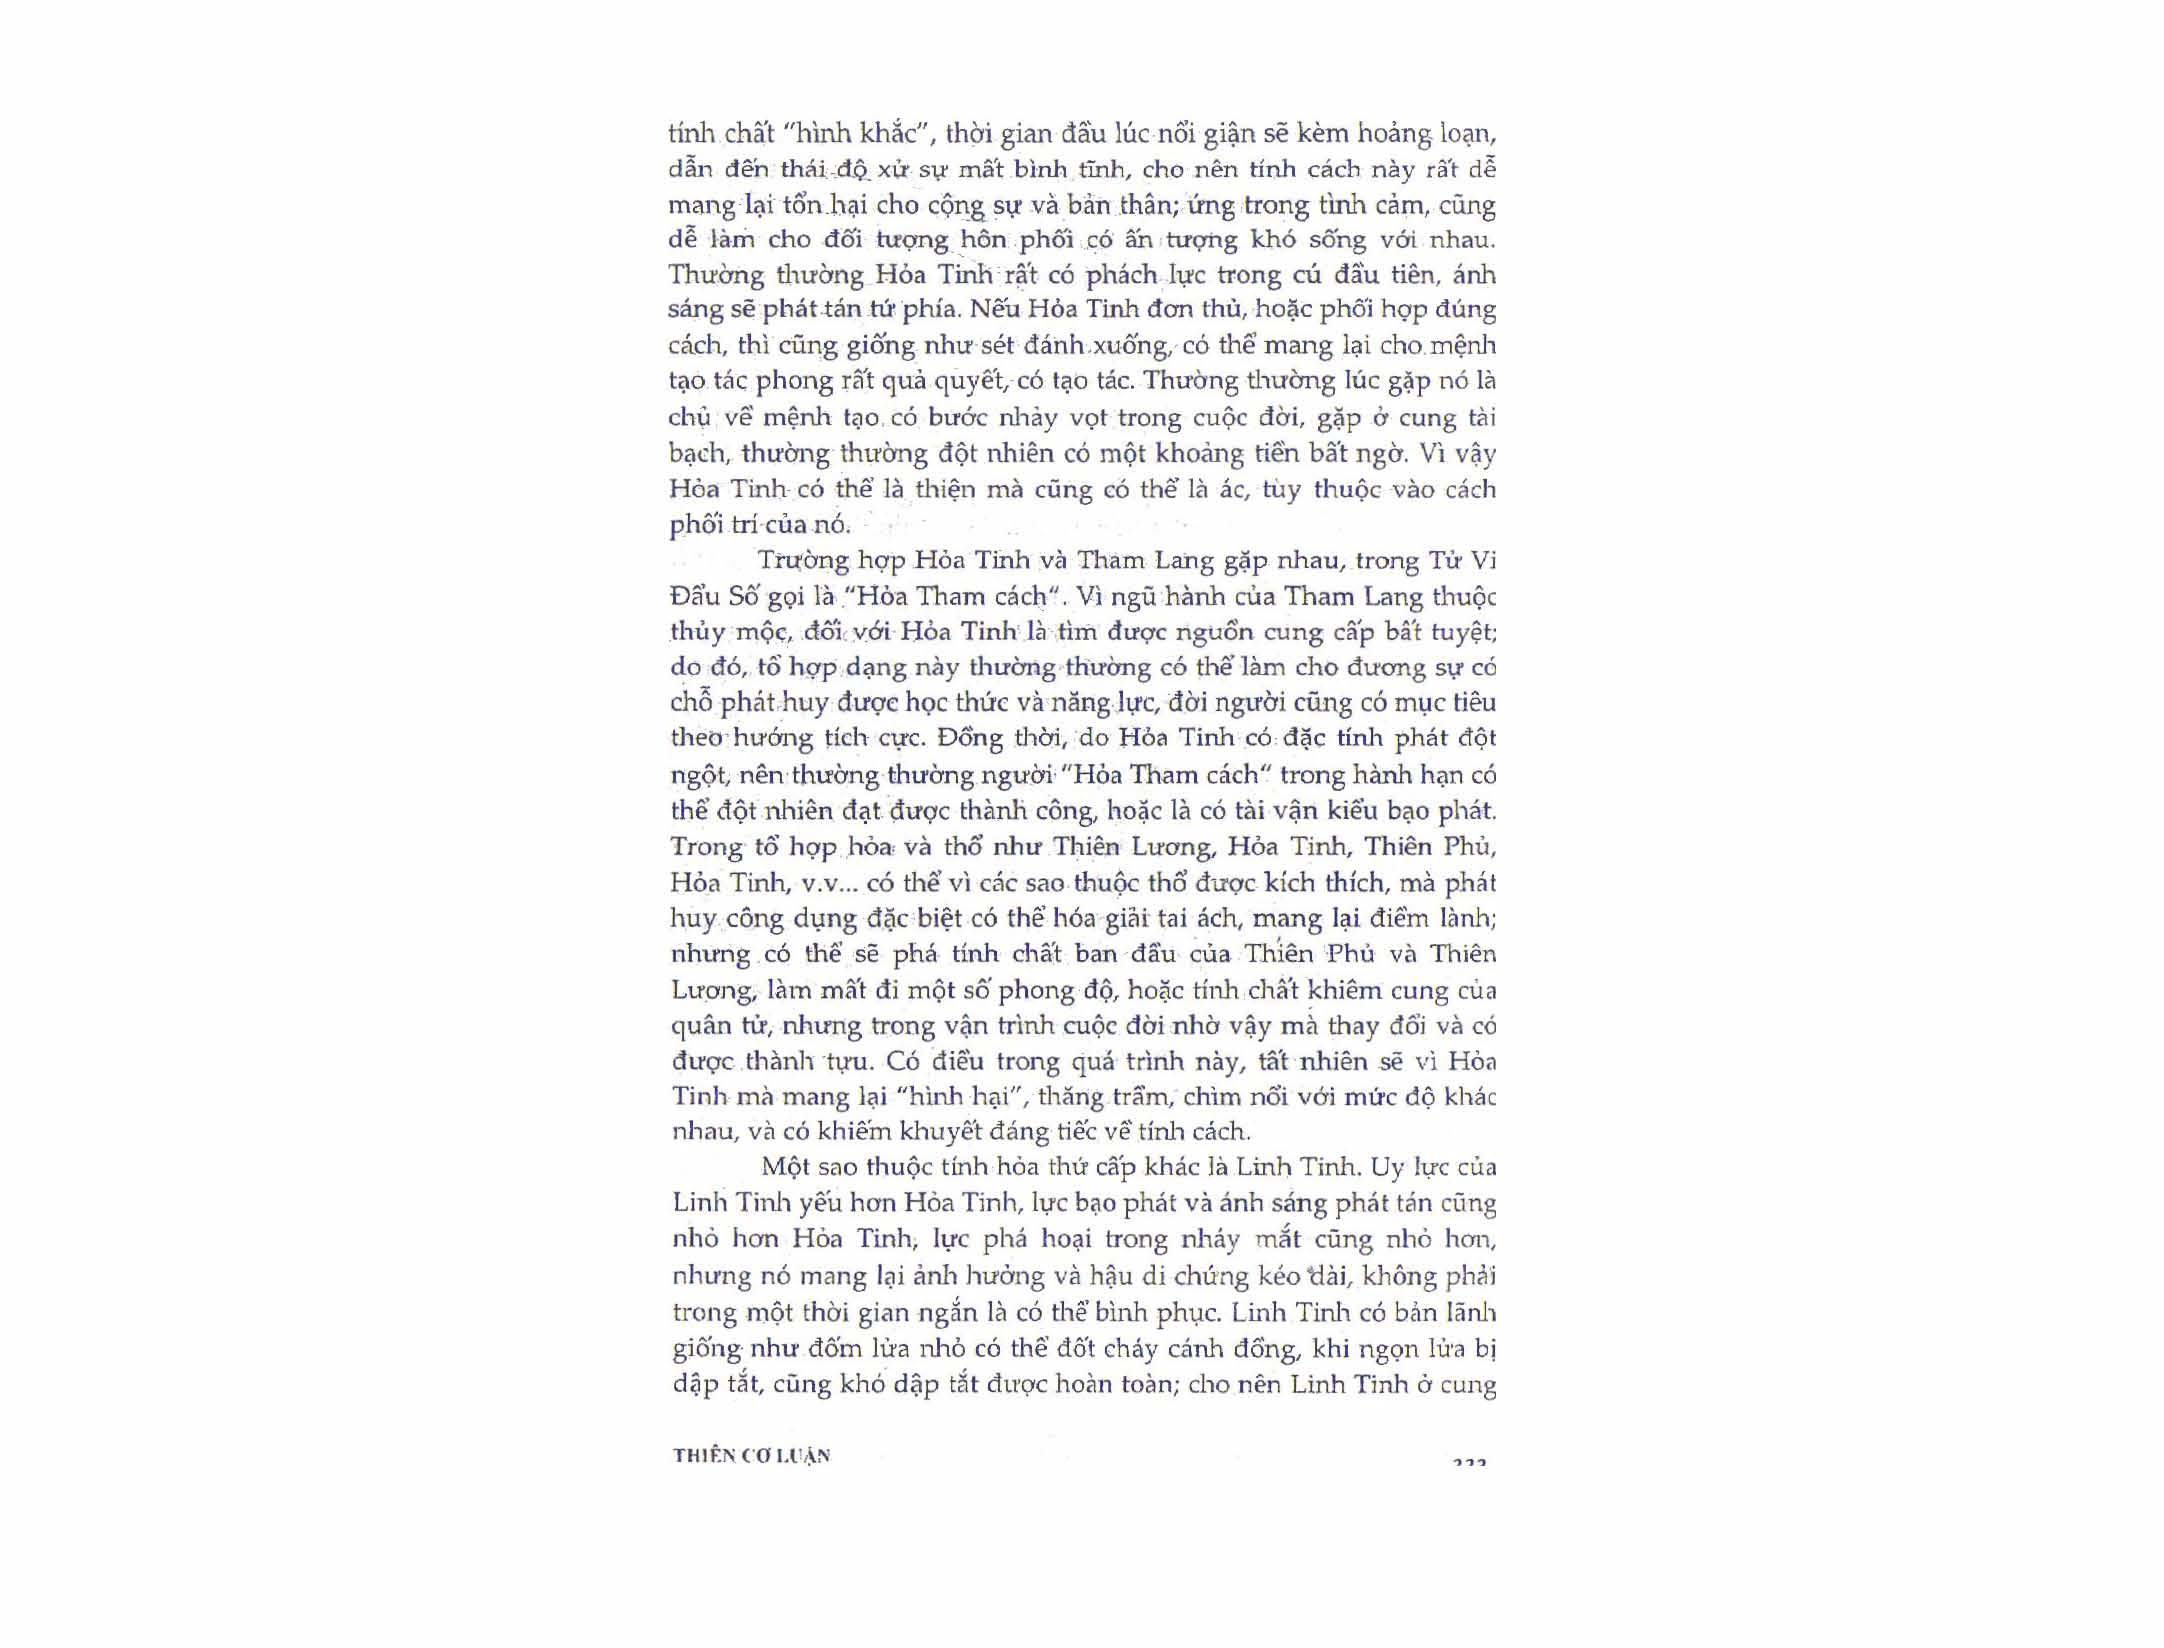 tính chất "hình khắc", thời gian đầu lúc nổi giận sẽ kèm hoảng loạn,
dẫn đến thái độ xử sự mất bình tĩnh, cho nên tính cách này rất dễ
mang lại tổn hại cho cộng sự và bản thân; ứng trong tình cảm, cũng
dễ làm cho đối tượng hôn phối có ấn tượng khó sống với nhau.
Thường thường Hỏa Tinh rất có phách lực trong cú đầu tiên, ánh
sáng sẽ phát tán tứ phía. Nếu Hỏa Tinh đơn thủ, hoặc phối hợp đúng
cách, thì cũng giống như sét đánh xuống, có thể mang lại cho mệnh
tạo tác phong rất quả quyết, có tạo tác. Thường thường lúc gặp nó là
chủ về mệnh tạo có bước nhảy vọt trong cuộc đời, gặp ở cung tài
bạch, thường thường đột nhiên có một khoảng tiền bất ngờ. Vì vậy
Hỏa Tinh có thể là thiện mà cũng có thể là ác, tùy thuộc vào cách
phối trí của nó.
Trường hợp Hỏa Tinh và Tham Lang gặp nhau, trong Tử Vi
Đẩu Số gọi là "Hỏa Tham cách". Vì ngũ hành của Tham Lang thuộc
thủy mộc, đối với Hỏa Tinh là tìm được nguồn cung cấp bất tuyệt;
do đó, tổ hợp dạng này thường thường có thể làm cho đương sự có
chỗ phát huy được học thức và năng lực, đời người cũng có mục tiêu
theo hướng tích cực. Đồng thời, do Hỏa Tinh có đặc tính phát đột
ngột, nên thường thường người "Hỏa Tham cách" trong hành hạn có
thể đột nhiên đạt được thành công, hoặc là có tài vận kiểu bạo phát.
Trong tổ hợp hỏa và thổ như Thiên Lương, Hỏa Tinh, Thiên Phủ,
Hỏa Tinh, v.v... có thể vì các sao thuộc thổ được kích thích, mà phát
huy công dụng đặc biệt có thể hóa giải tai ách, mang lại điềm lành;
nhưng có thể sẽ phá tính chất ban đầu của Thiên Phủ và Thiên
Lương, làm mất đi một số phong độ, hoặc tính chất khiêm cung của
quân tử, nhưng trong vận trình cuộc đời nhờ vậy mà thay đổi và có
được thành tựu. Có điều trong quá trình này, tất nhiên sẽ vì Hỏa
Tinh mà mang lại "hình hại", thăng trầm, chìm nổi với mức độ khác
nhau, và có khiếm khuyết đáng tiếc về tính cách.
Một sao thuộc tính hỏa thứ cấp khác là Linh Tinh. Uy lực của
Linh Tinh yếu hơn Hỏa Tinh, lực bạo phát và ánh sáng phát tán cũng
nhỏ hơn Hỏa Tinh, lực phá hoại trong nháy mắt cũng nhỏ hơn,
nhưng nó mang lại ảnh hưởng và hậu di chứng kéo dài, không phải
trong một thời gian ngắn là có thể bình phục. Linh Tinh có bản lãnh
giống như đốm lửa nhỏ có thể đốt cháy cánh đồng, khi ngọn lửa bị
dập tắt, cũng khó dập tắt được hoàn toàn; cho nên Linh Tinh ở cung
THIÊN CƠ LUẬN